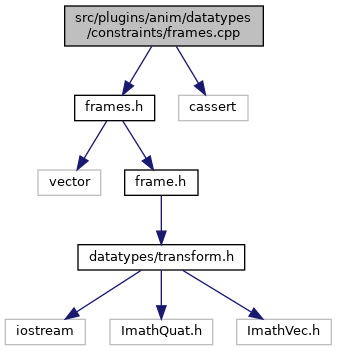 src/plugins/anim/datatypes
/constraints/frames.cpp
frames.h
cassert
vector
frame.h
datatypes/transform.h
iostream
ImathQuat.h
ImathVec.h